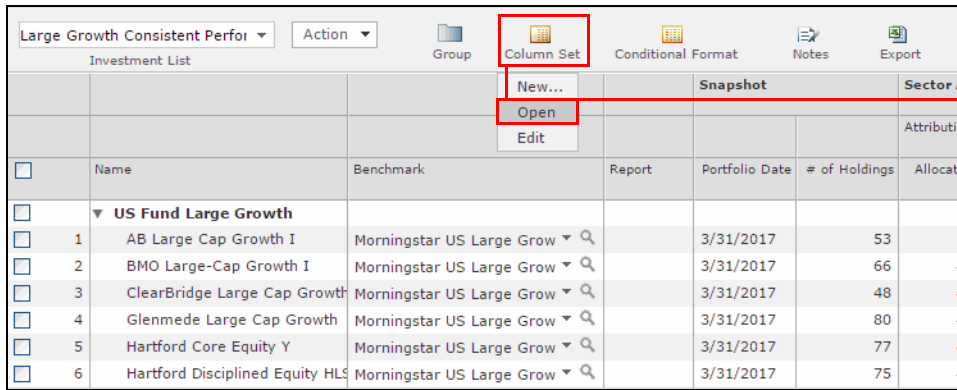 Large Growth Consistent Perfor
Action
Investment List
Group
Column Set
Conditional Format
Notes
Export
New...
Open
Edit
Snapshot
Sector
Attributi
Name
Benchmark
Report
Portfolio Date
# of Holdings
Allocat
US Fund Large Growth
1 AB Large Cap Growth I Morningstar US Large Grow 3/31/2017 53
2 BMO Large-Cap Growth I Morningstar US Large Grow 3/31/2017 66
3 ClearBridge Large Cap Growth Morningstar US Large Grow 3/31/2017 48
4 Glenmede Large Cap Growth Morningstar US Large Grow 3/31/2017 80
5 Hartford Core Equity Y Morningstar US Large Grow 3/31/2017 77
6 Hartford Disciplined Equity HLS Morningstar US Large Grow 3/31/2017 75